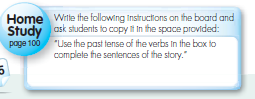 Home
Study
page 100
Write the following instructions on the board and
ask students to copy it in the space provided:
"Use the past tense of the verbs in the box to
complete the sentences of the story."
6